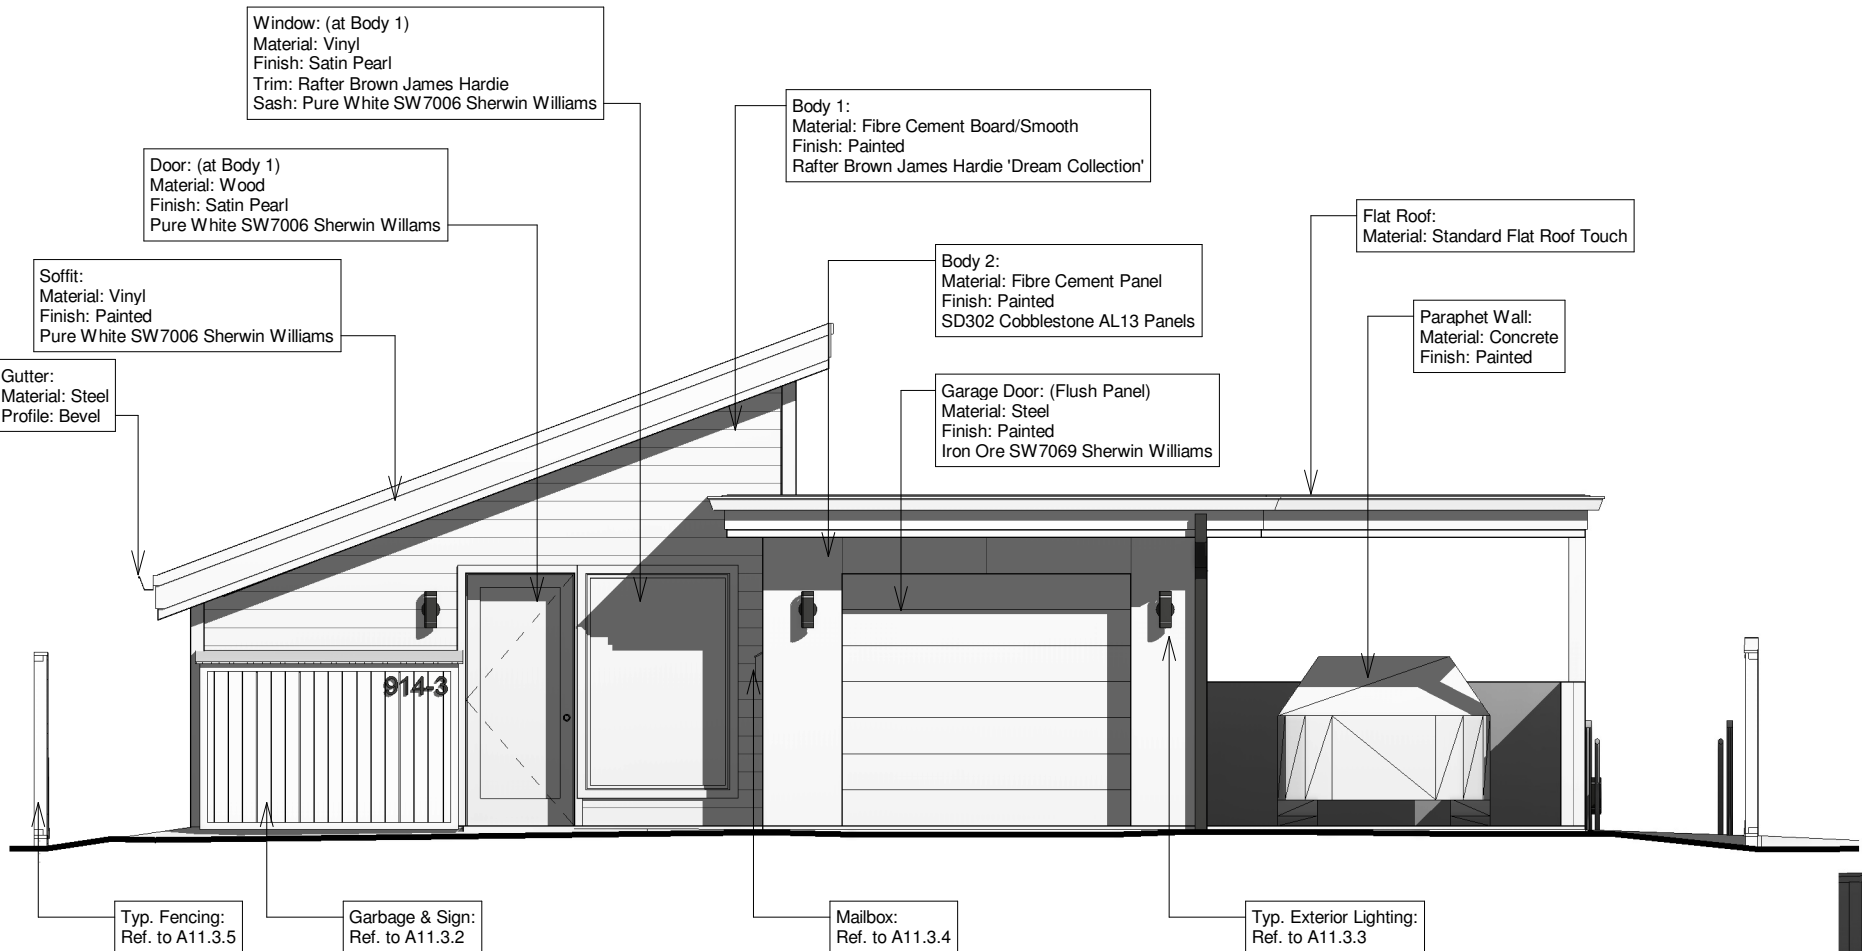 Window: (at Body 1)
Material: Vinyl
Finish: Satin Pearl
Trim: Rafter Brown James Hardie
Sash: Pure White SW7006 Sherwin Williams
Body 1:
Material: Fibre Cement Board/Smooth
Finish: Painted
Rafter Brown James Hardie 'Dream Collection'
Door: (at Body 1)
Material: Wood
Finish: Satin Pearl
Pure White SW7006 Sherwin Willams
Flat Roof:
Material: Standard Flat Roof Touch
Body 2:
Material: Fibre Cement Panel
Finish: Painted
SD302 Cobblestone AL13 Panels
Soffit:
Material: Vinyl
Finish: Painted
Pure White SW7006 Sherwin Williams
Paraphet Wall:
Material: Concrete
Finish: Painted
Gutter:
Material: Steel
Profile: Bevel
Garage Door: (Flush Panel)
Material: Steel
Finish: Painted
Iron Ore SW7069 Sherwin Williams
914-3
Typ. Fencing:
Ref. to A11.3.5
Garbage & Sign:
Ref. to A11.3.2
Mailbox:
Ref. to A11.3.4
Typ. Exterior Lighting:
Ref. to A11.3.3